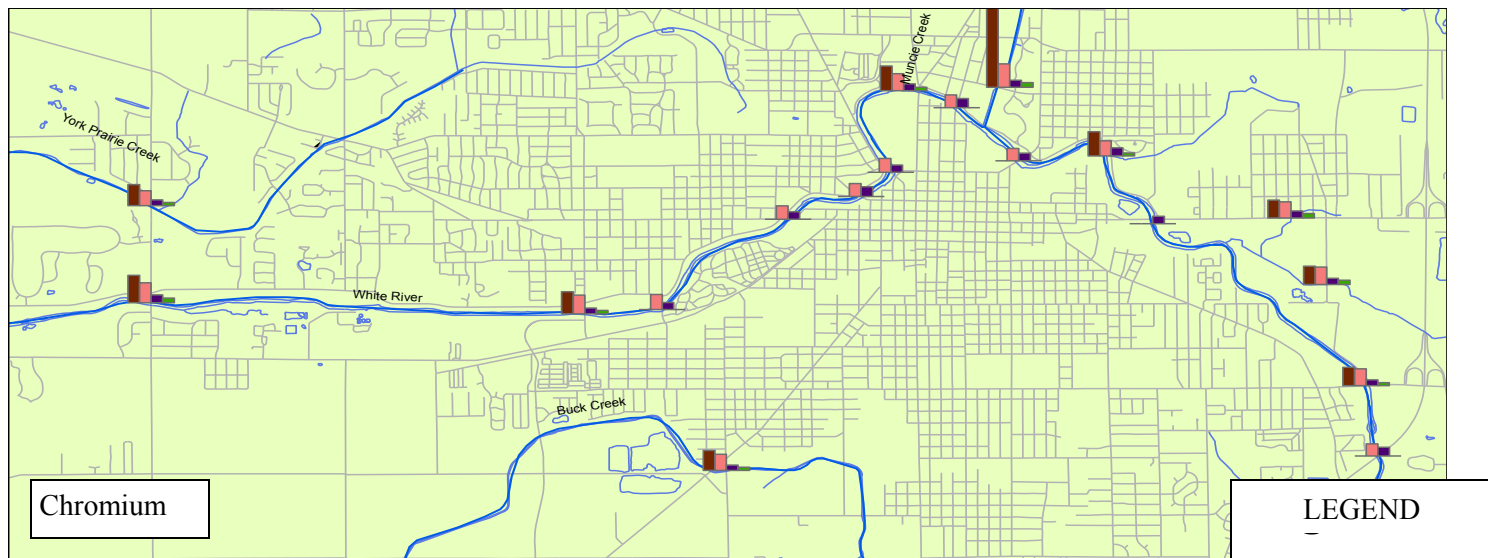 Muncie Creek
York Prairie Creek
White River
Buck Creek
Chromium
LEGEND